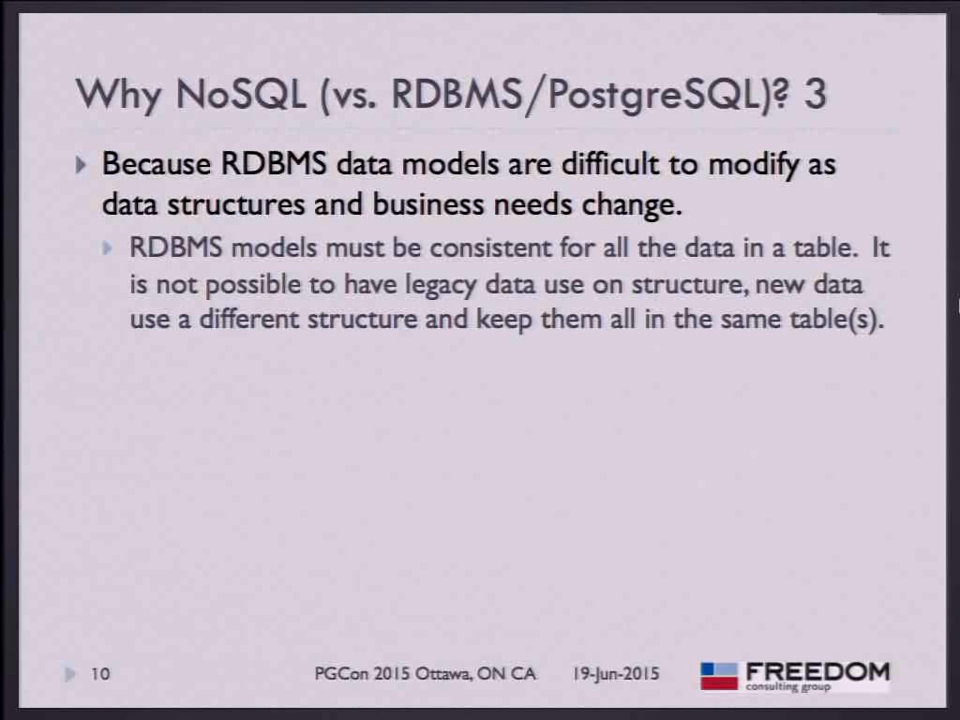 Why NoSQL (vs. RDBMS/PostgreSQL)? 3
Because RDBMS data models are difficult to modify as
data structures and business needs change.
RDBMS models must be consistent for all the data in a table. It
is not possible to have legacy data use on structure, new data
use a different structure and keep them all in the same table(s).
10
PGCon 2015 Ottawa, ON CA
19-Jun-2015
FREEDOM
consulting group